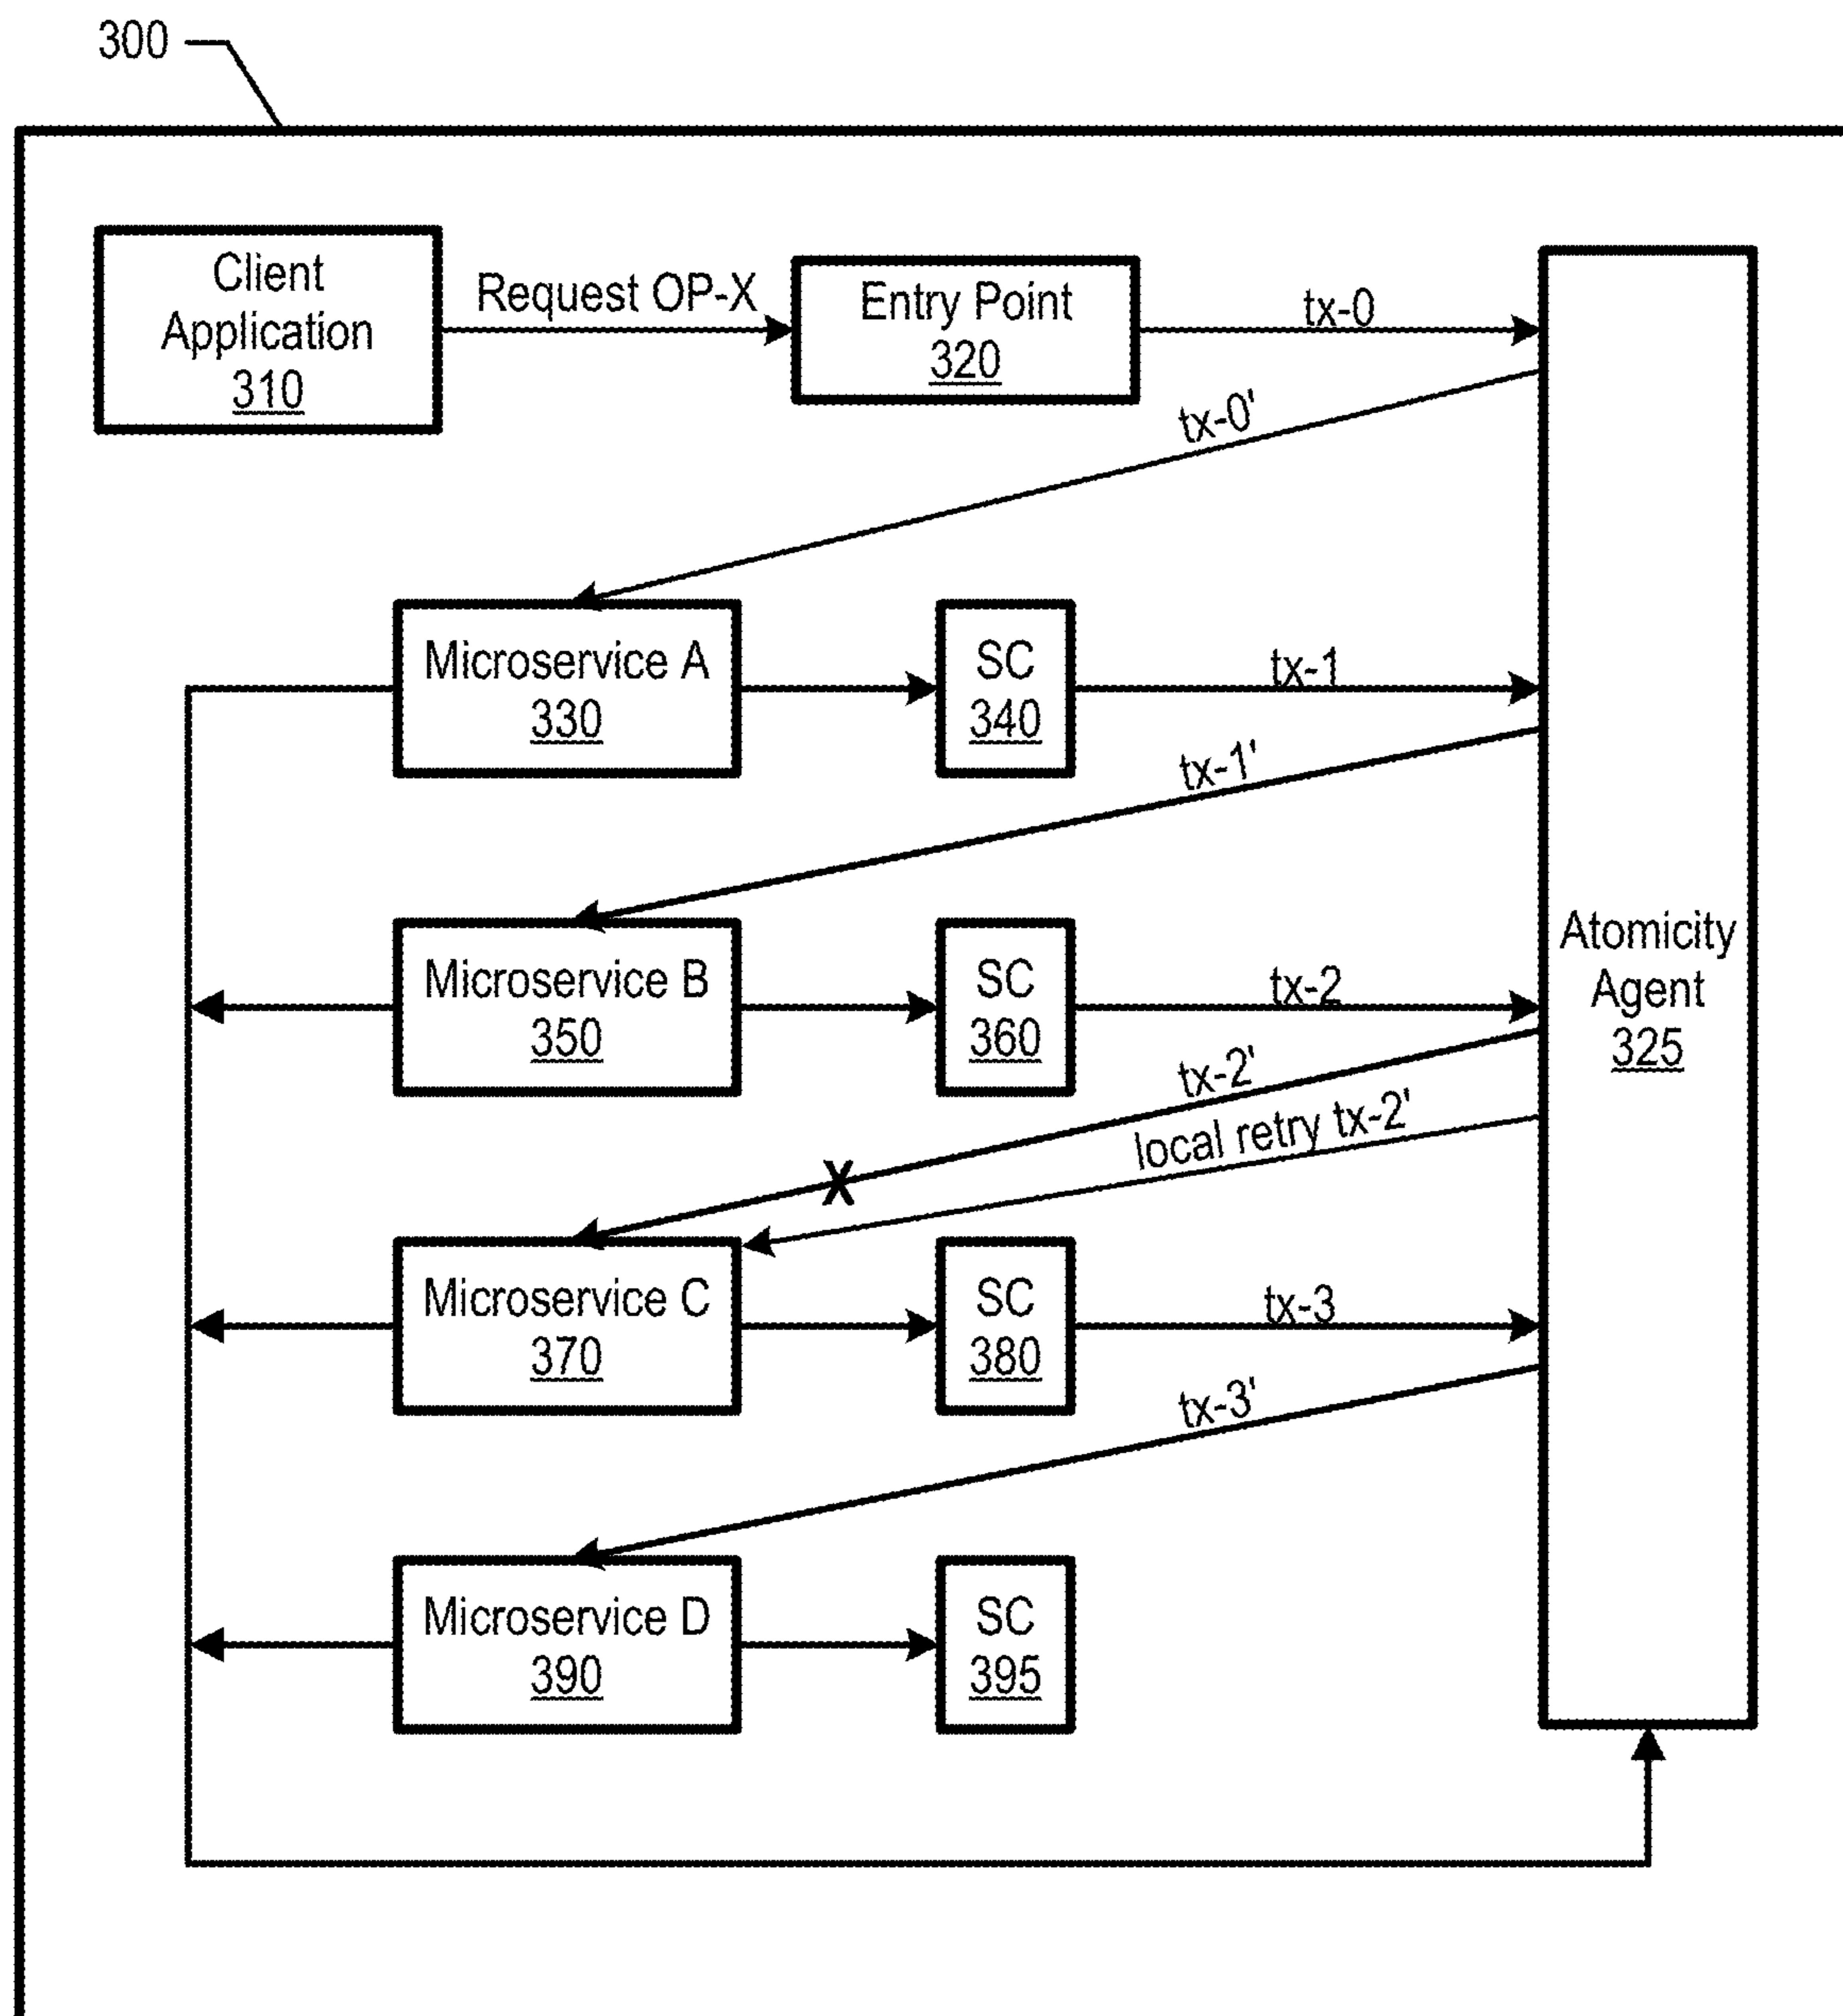 300
Client
Application
310
Request OP-X
Entry Point
320
tx-0
tx-0'
Microservice A
330
SC
340
tx-1
tx-1'
Microservice B
350
SC
360
tx-2
Atomicity
Agent
325
tx-2'
local retry tx-2'
X
Microservice C
370
SC
380
tx-3
tx-3'
Microservice D
390
SC
395